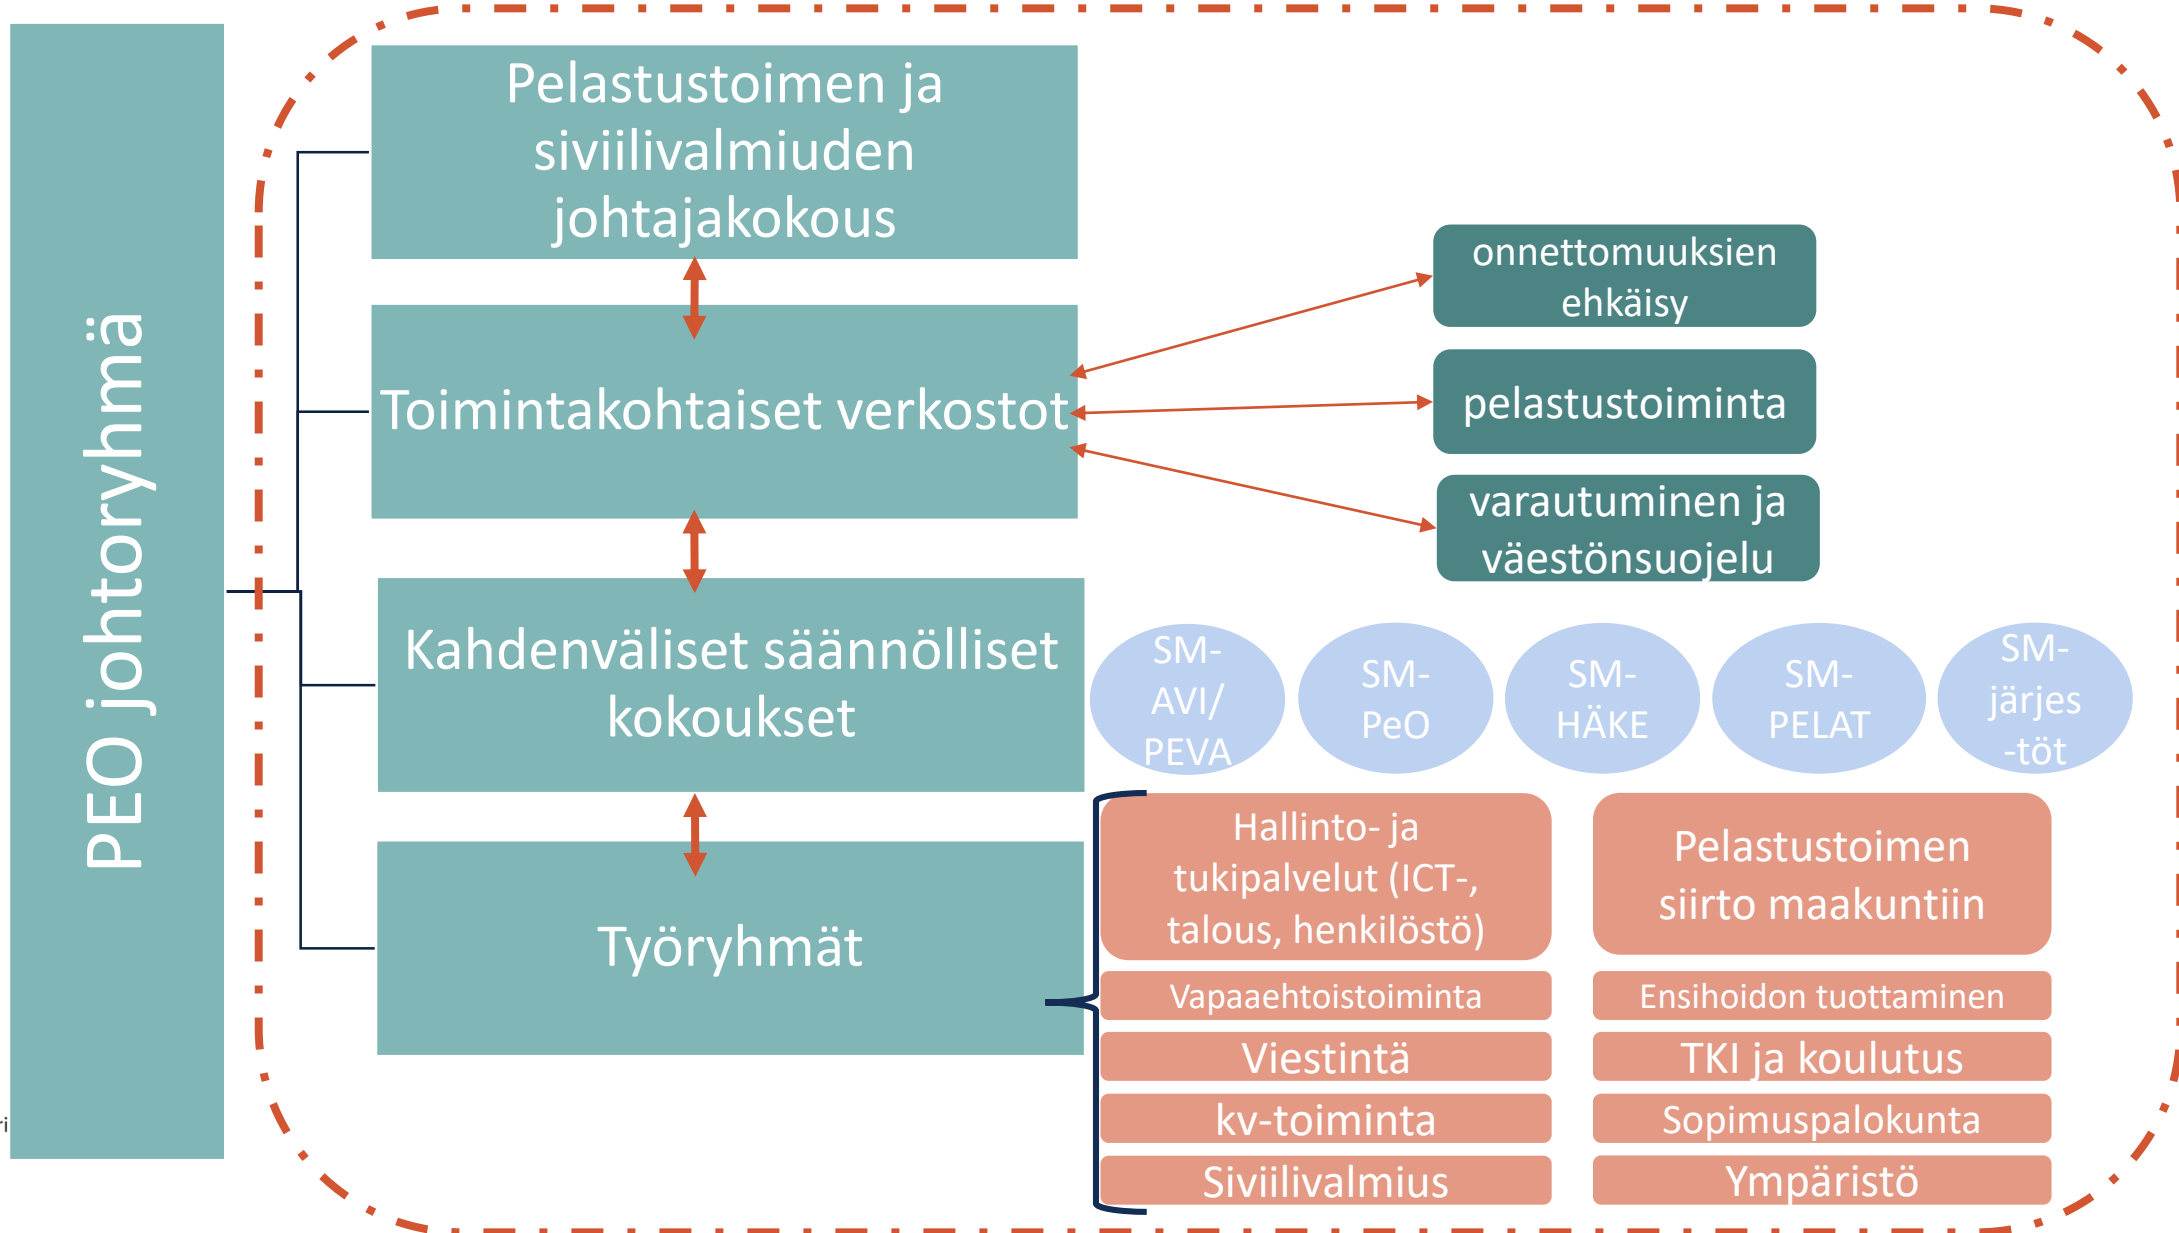 PEO johtoryhmä
Pelastustoimen ja
siviilivalmiuden
johtajakokous
Toimintakohtaiset verkostot
onnettomuuksien
ehkäisy
pelastustoiminta
varautuminen ja
väestönsuojelu
Kahdenväliset säännölliset
kokoukset
SM-
AVI/
PEVA
SM-
PeO
SM-
HÄKE
SM-
PELAT
SM-
järjes
-töt
Työryhmät
Hallinto- ja
tukipalvelut (ICT-,
talous, henkilöstö)
Pelastustoimen
siirto maakuntiin
Vapaaehtoistoiminta
Ensihoidon tuottaminen
Viestintä
TKI ja koulutus
kv-toiminta
Sopimuspalokunta
Siviilivalmius
Ympäristö